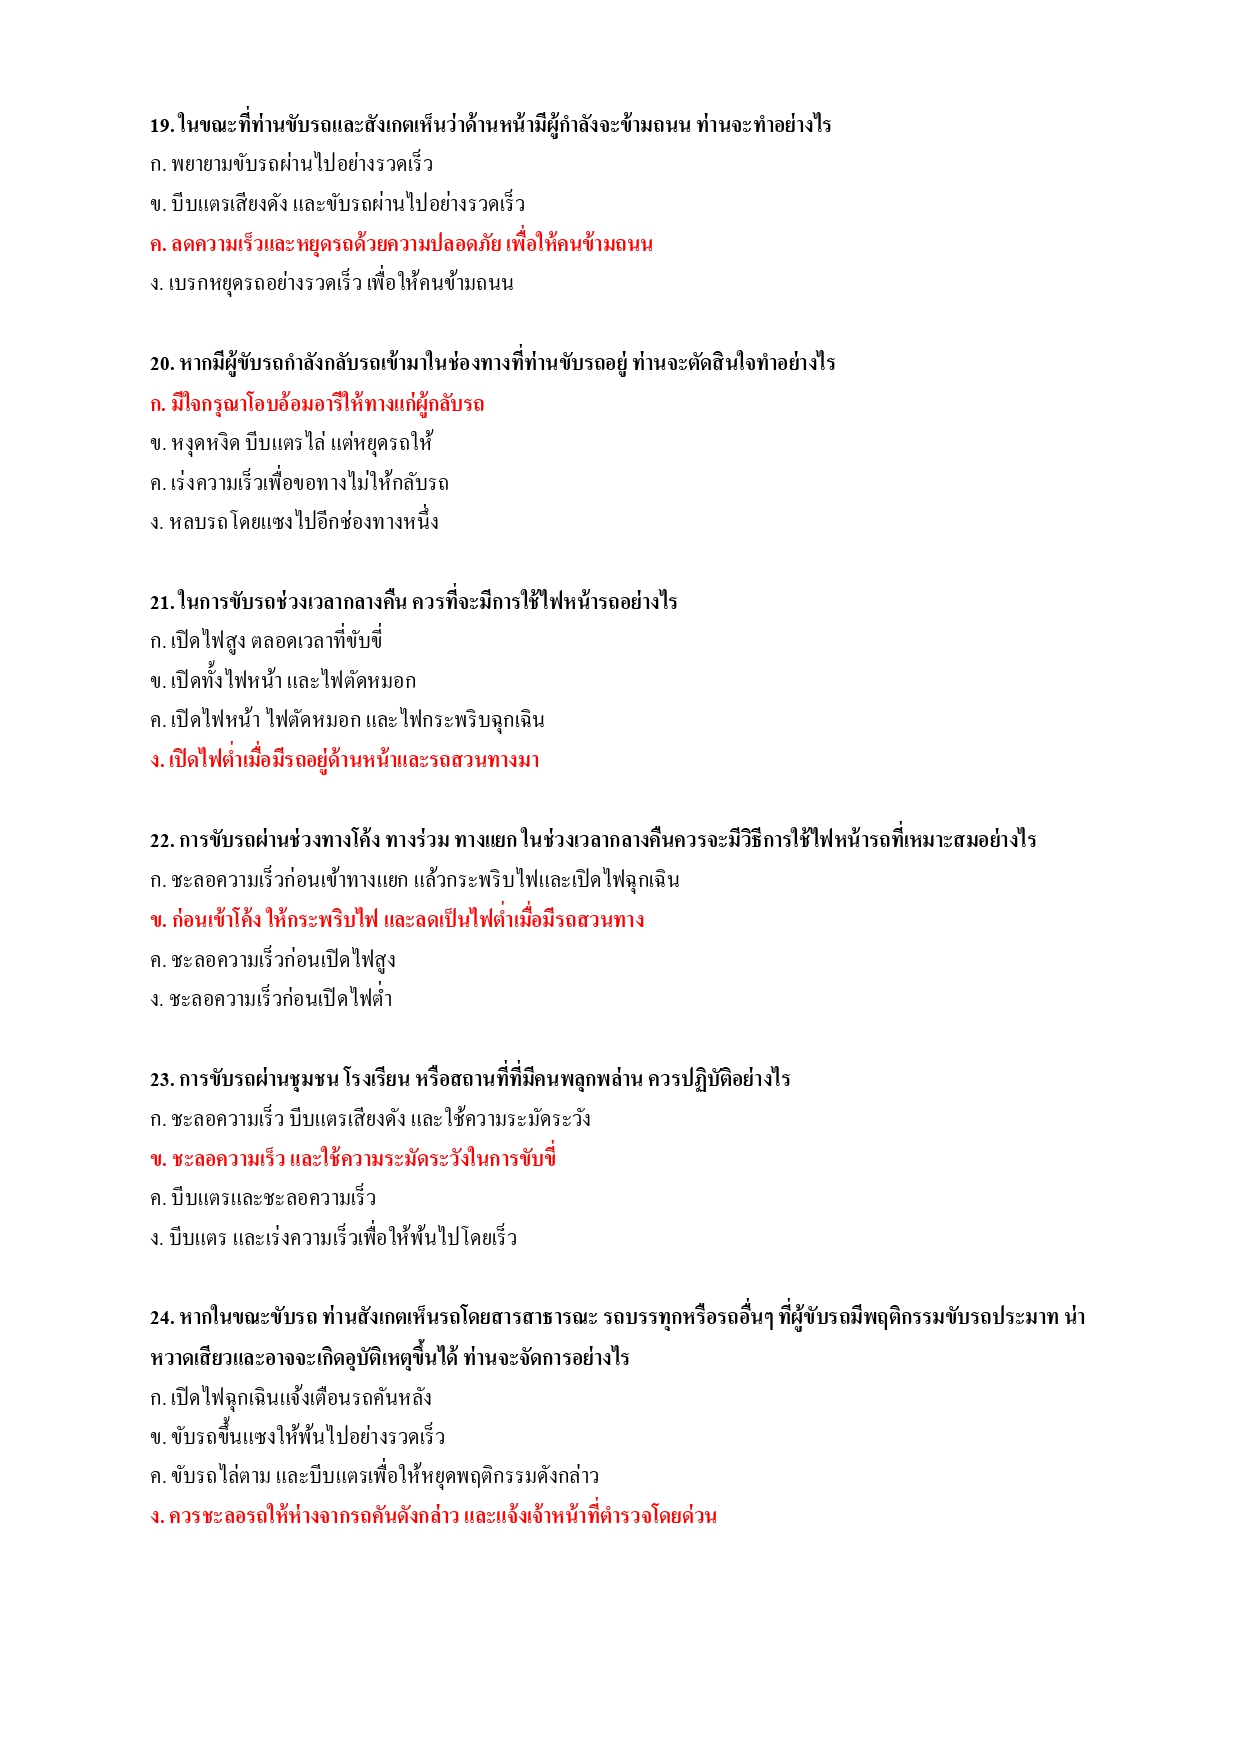 19. ในขณะที่ท่านขับรถและสังเกตเห็นว่าด้านหน้ามีผู้กำลังจะข้ามถนน ท่านจะทำอย่างไร
ก. พยายามขับรถผ่านไปอย่างรวดเร็ว
ข. บีบแตรเสียงดัง และขับรถผ่านไปอย่างรวดเร็ว
ค. ลดความเร็วและหยุดรถด้วยความปลอดภัย เพื่อให้คนข้ามถนน
ง. เบรกหยุดรถอย่างรวดเร็ว เพื่อให้คนข้ามถนน
20. หากมีผู้ขับรถกำลังกลับรถเข้ามาในช่องทางที่ท่านขับรถอยู่ ท่านจะตัดสินใจทำอย่างไร
ก. มีใจกรุณาโอบอ้อมอารีให้ทางแก่ผู้กลับรถ
ข. หงุดหงิด บีบแตรไล่ แต่หยุดรถให้
ค. เร่งความเร็วเพื่อขอทางไม่ให้กลับรถ
ง. หลบรถโดยแซงไปอีกช่องทางหนึ่ง
21. ในการขับรถช่วงเวลากลางคืน ควรที่จะมีการใช้ไฟหน้ารถอย่างไร
ก. เปิดไฟสูง ตลอดเวลาที่ขับขี่
ข. เปิดทั้งไฟหน้า และไฟตัดหมอก
ค. เปิดไฟหน้า ไฟตัดหมอก และไฟกระพริบฉุกเฉิน
ง. เปิดไฟต่ำเมื่อมีรถอยู่ด้านหน้าและรถสวนทางมา
22. การขับรถผ่านช่วงทางโค้ง ทางร่วม ทางแยก ในช่วงเวลากลางคืนควรจะมีวิธีการใช้ไฟหน้ารถที่เหมาะสมอย่างไร
ก. ชะลอความเร็วก่อนเข้าทางแยก แล้วกระพริบไฟและเปิดไฟฉุกเฉิน
ข. ก่อนเข้าโค้ง ให้กระพริบไฟ และลดเป็นไฟต่ำเมื่อมีรถสวนทาง
ค. ชะลอความเร็วก่อนเปิดไฟสูง
ง. ชะลอความเร็วก่อนเปิดไฟต่ำ
23. การขับรถผ่านชุมชน โรงเรียน หรือสถานที่ที่มีคนพลุกพล่าน ควรปฏิบัติอย่างไร
ก. ชะลอความเร็ว บีบแตรเสียงดัง และใช้ความระมัดระวัง
ข. ชะลอความเร็ว และใช้ความระมัดระวังในการขับขี่
ค. บีบแตรและชะลอความเร็ว
ง. บีบแตร และเร่งความเร็วเพื่อให้พ้นไปโดยเร็ว
24. หากในขณะขับรถ ท่านสังเกตเห็นรถโดยสารสาธารณะ รถบรรทุกหรือรถอื่นๆ ที่ผู้ขับรถมีพฤติกรรมขับรถประมาท น่า
หวาดเสียวและอาจจะเกิดอุบัติเหตุขึ้นได้ ท่านจะจัดการอย่างไร
ก. เปิดไฟฉุกเฉินแจ้งเตือนรถคันหลัง
ข. ขับรถขึ้นแซงให้พ้นไปอย่างรวดเร็ว
ค. ขับรถไล่ตาม และบีบแตรเพื่อให้หยุดพฤติกรรมดังกล่าว
ง. ควรชะลอรถให้ห่างจากรถคันดังกล่าว และแจ้งเจ้าหน้าที่ตำรวจโดยด่วน